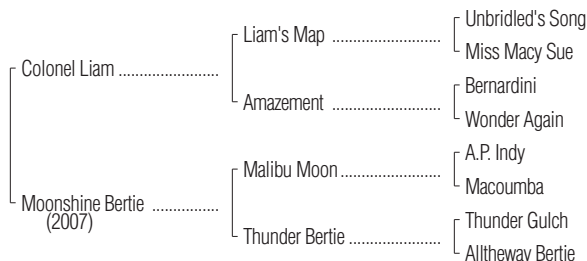 Unbridled's Song
Liam's Map ......................
Miss Macy Sue
Colonel Liam ....................
Bernardini
Amazement ......................
Wonder Again
A.P. Indy
Malibu Moon ...................
Macoumba
Moonshine Bertie .............
(2007)
Thunder Gulch
Thunder Bertie ..................
Alltheway Bertie